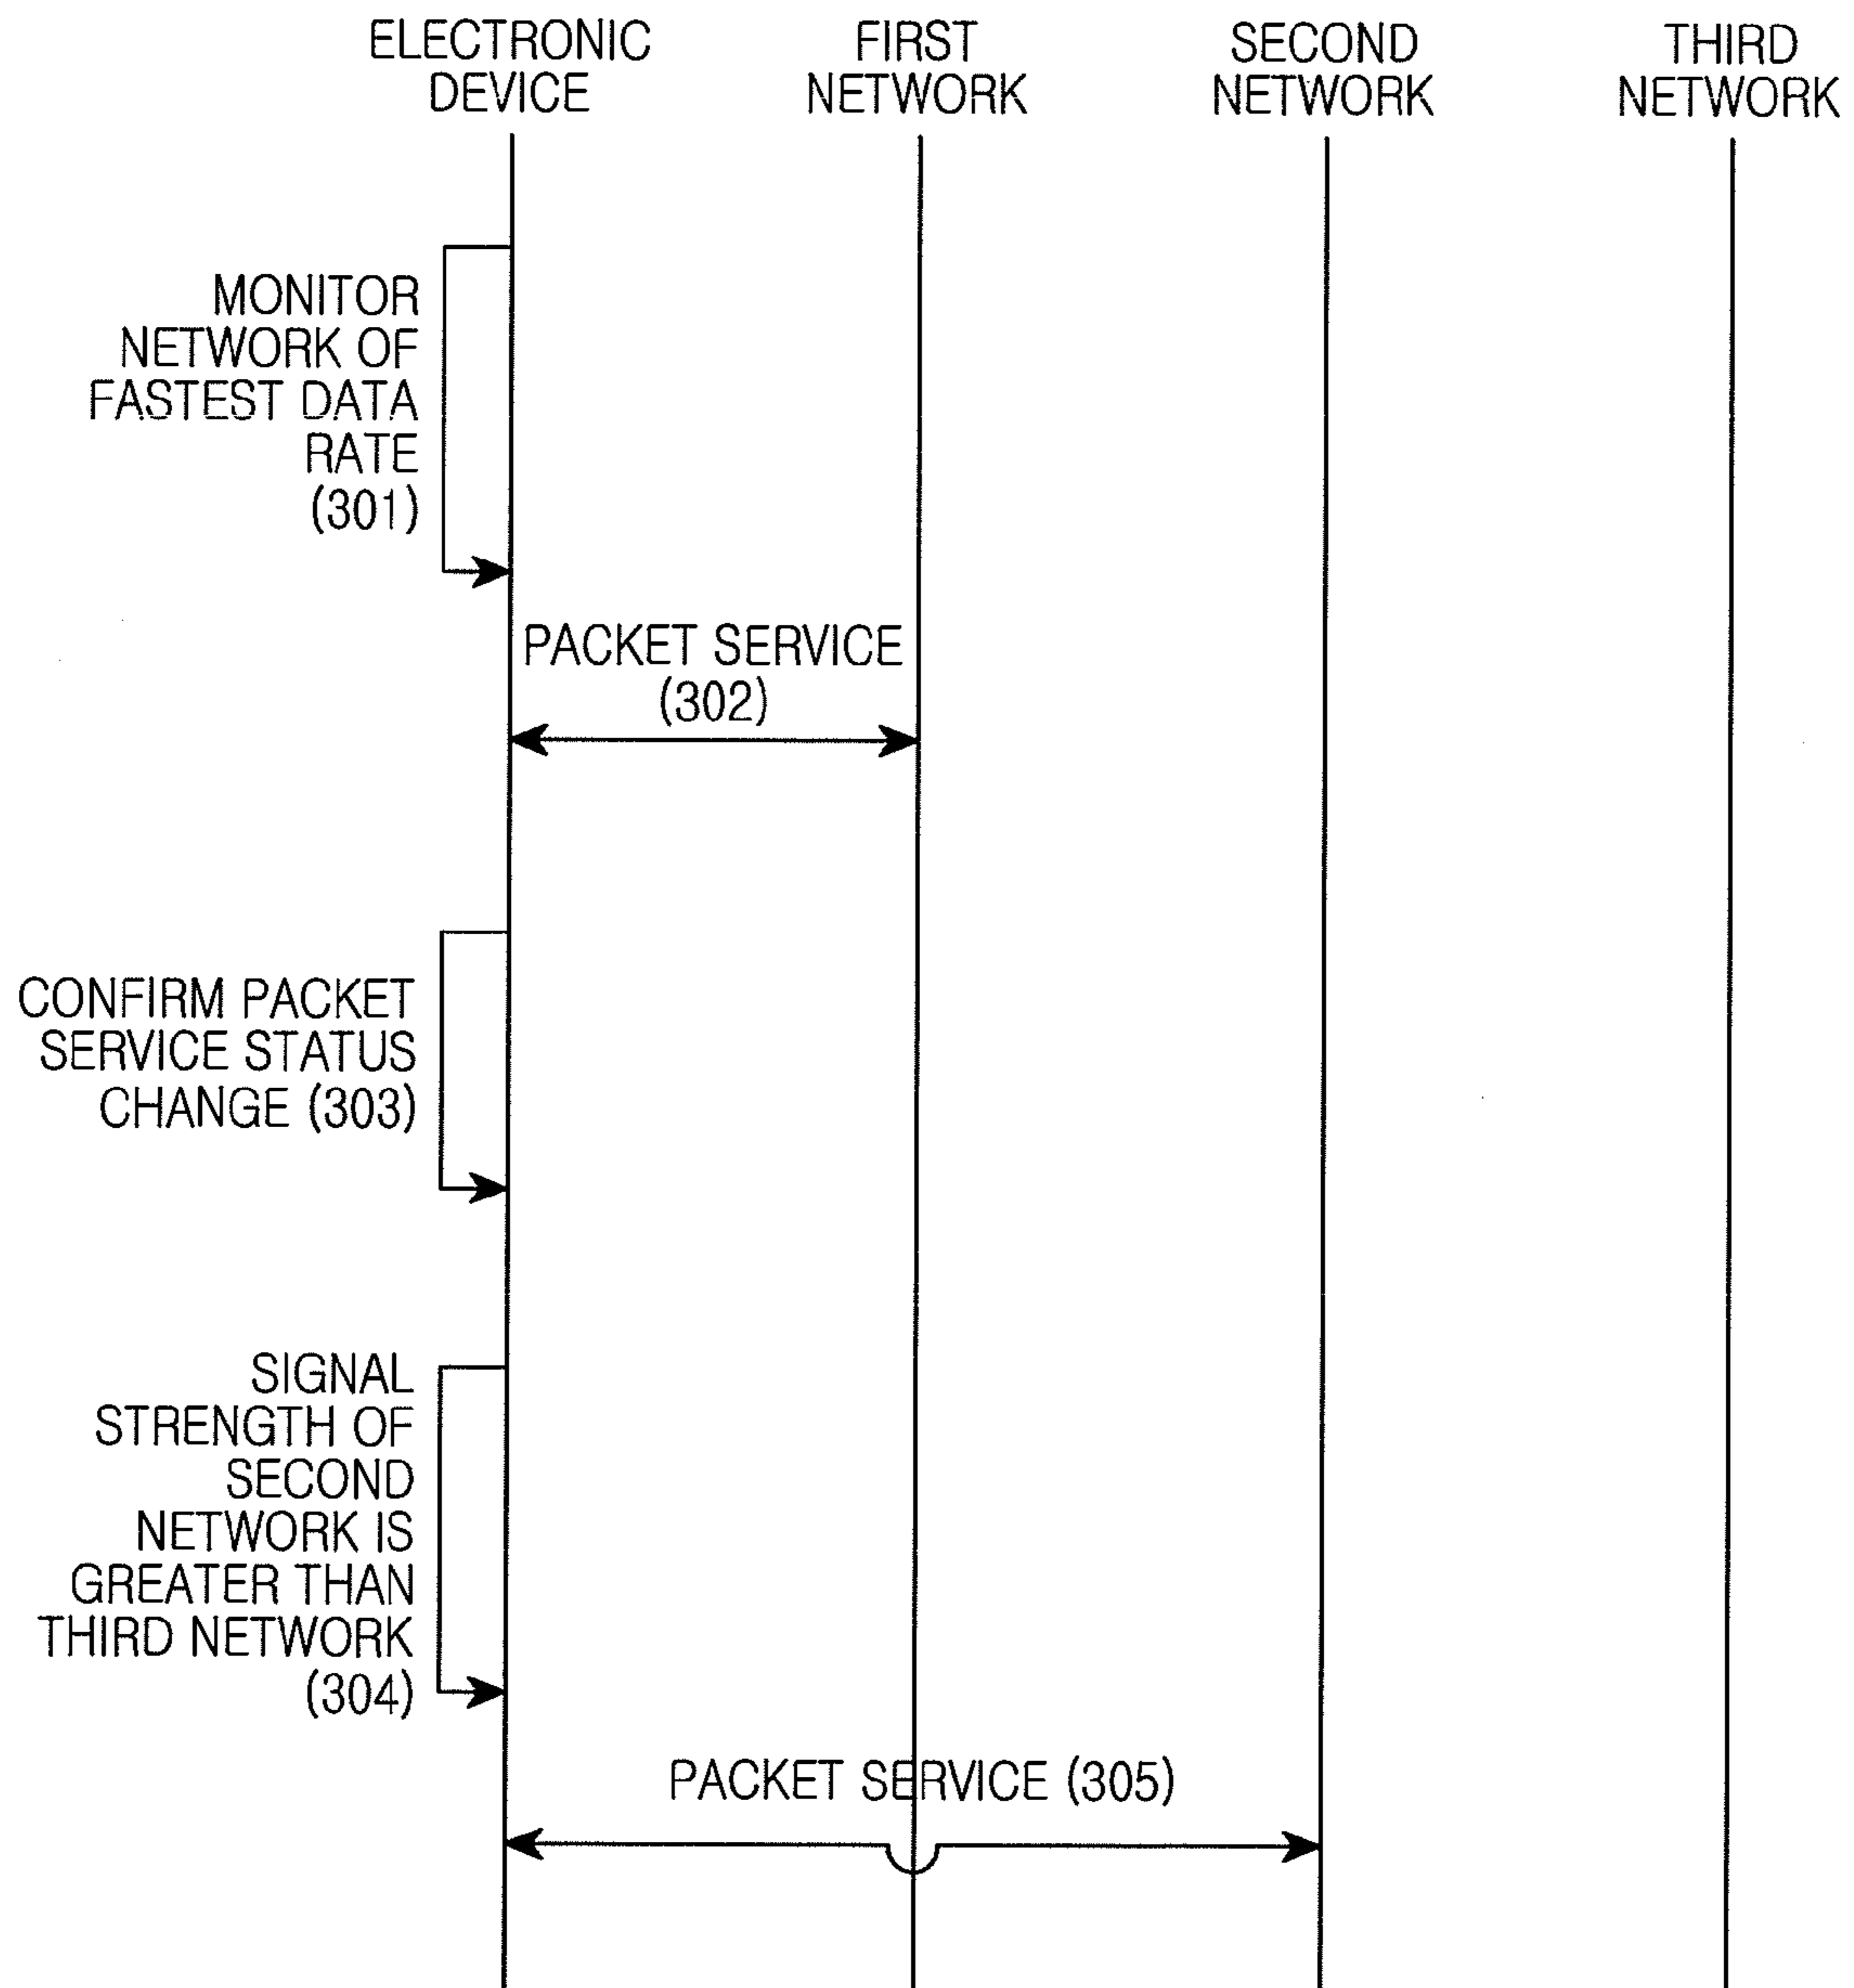 ELECTRONIC
DEVICE
FIRST
NETWORK
SECOND
NETWORK
THIRD
NETWORK
MONITOR
NETWORK OF
FASTEST DATA
RATE
(301)
PACKET SERVICE
(302)
CONFIRM PACKET
SERVICE STATUS
CHANGE (303)
SIGNAL
STRENGTH OF
SECOND
NETWORK IS
GREATER THAN
THIRD NETWORK
(304)
PACKET SERVICE (305)